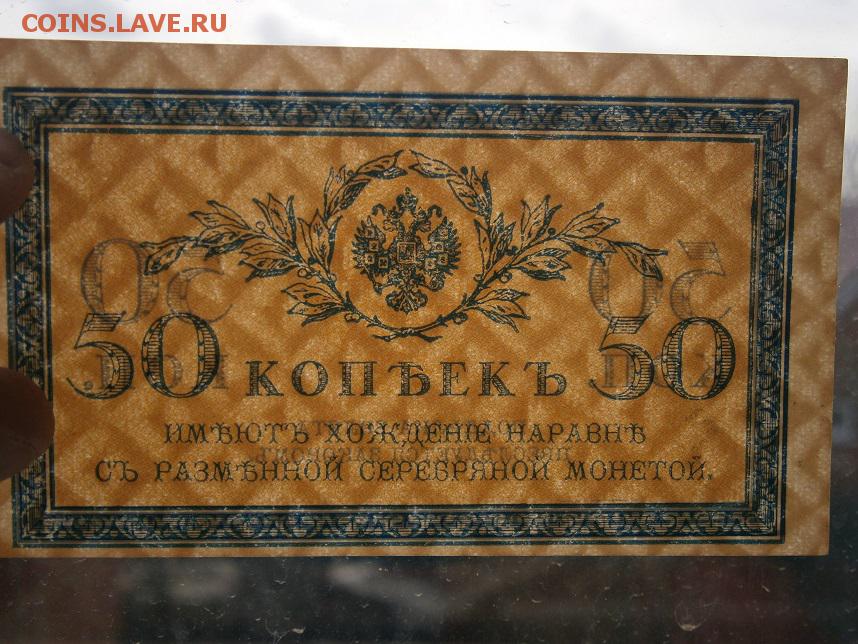 COINS.LAVE.RU
50 КОПѢЕКЪ 50
ИМѢЮТЪ ХОЖДЕНІЕ НАРАВНѢ
СЪ РАЗМѢННОЙ СЕРЕБРЯНОЙ МОНЕТОЙ.